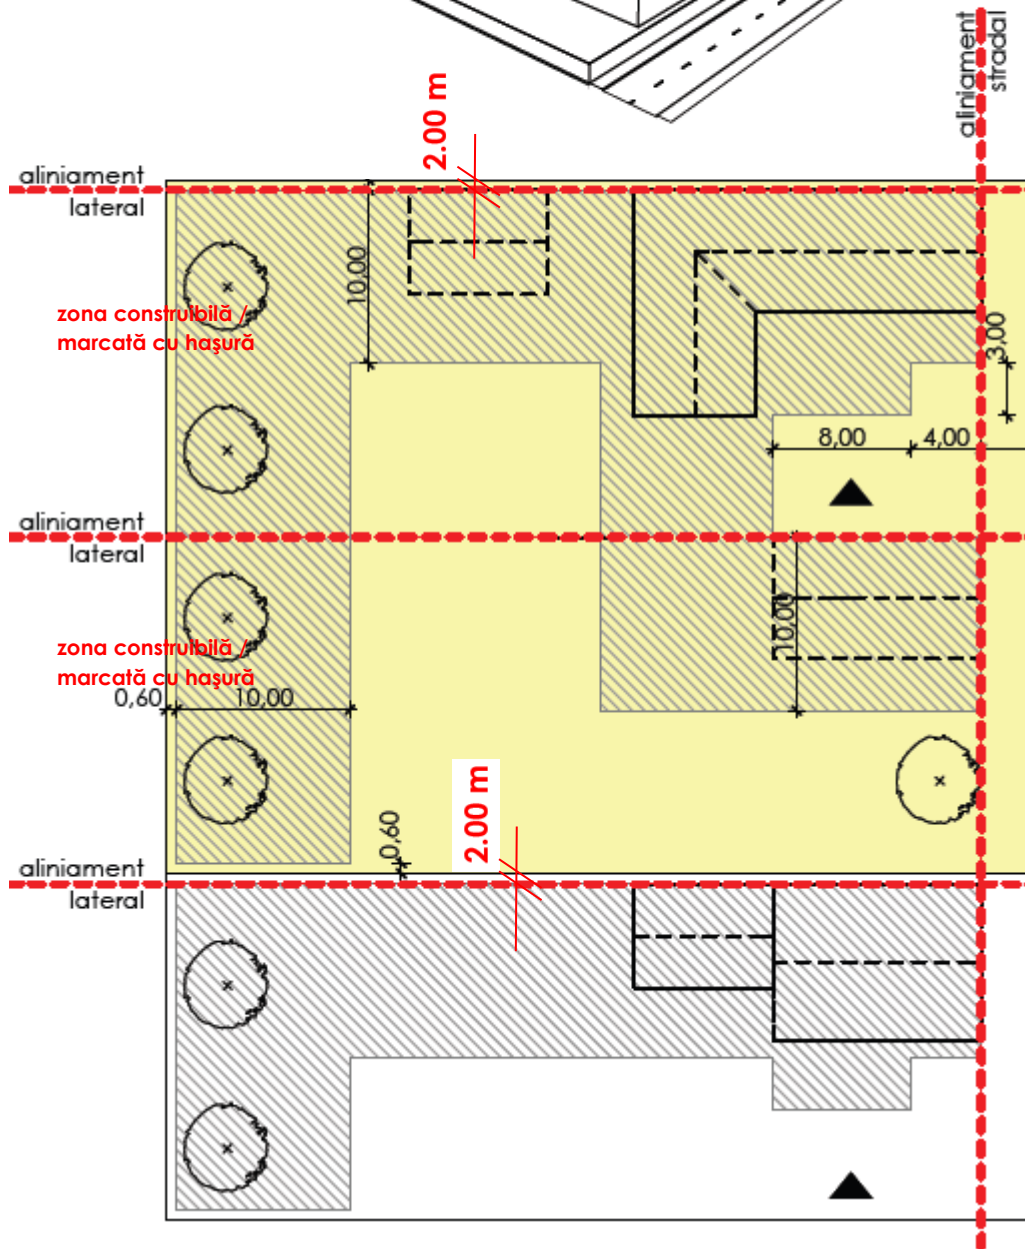 aliniament
stradal
2.00 m
aliniament
lateral
10,00
zona construibilă /
marcată cu haşură
3,00
8,00
4,00
aliniament
lateral
10,00
zona construibilă /
marcată cu haşură
0,60
10,00
2.00 m
0,60
aliniament
lateral